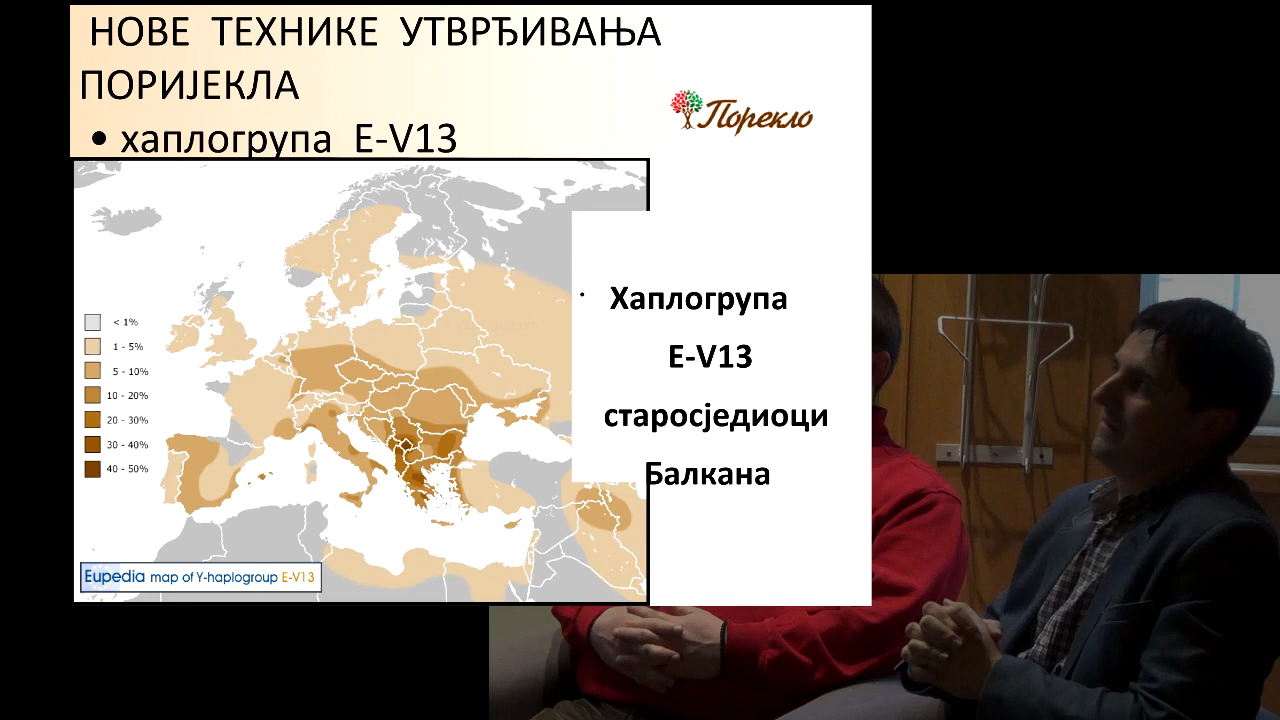 НОВЕ ТЕХНИКЕ УТВРЂИВАЊА
ПОРИЈЕКЛА
• хаплогрупа E-V13
Порекло
< 1%
1 - 5%
5 - 10%
10 - 20%
20 - 30%
30 - 40%
40 - 50%
Eupedia map of Y-haplogroup E-V13
· Хаплогрупа
E-V13
старосједиоци
Балкана